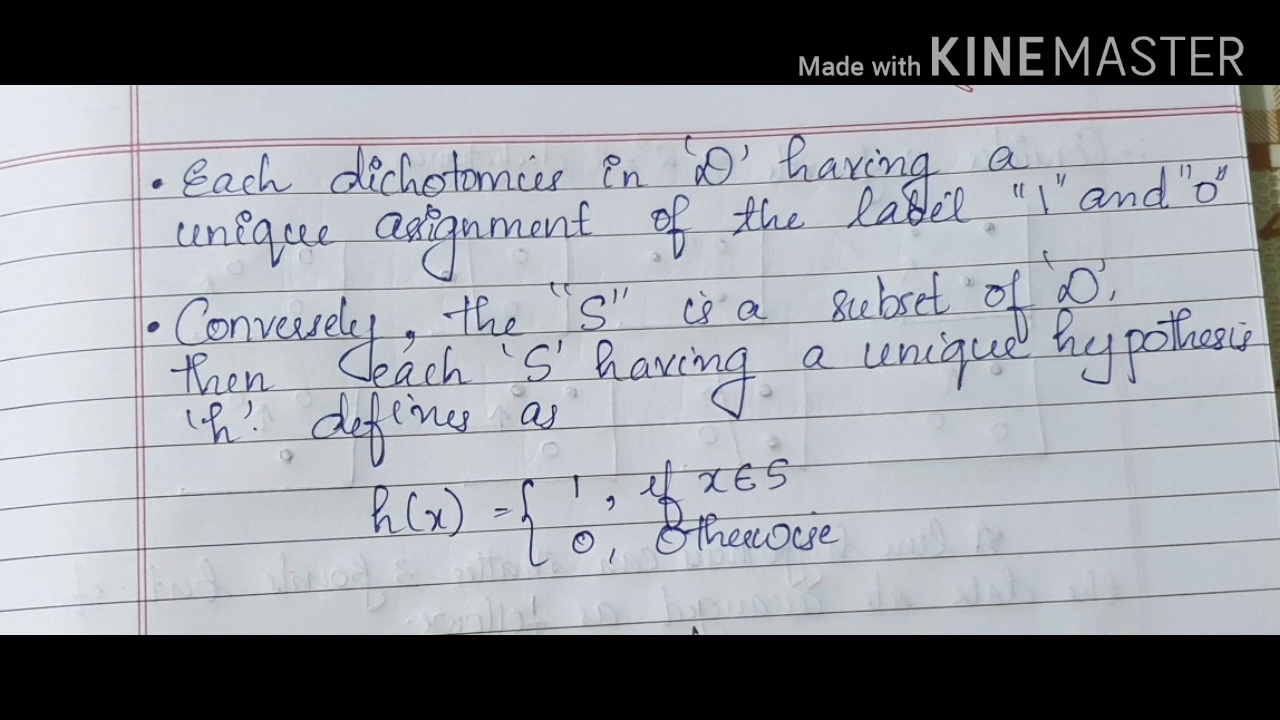 Made with KINEMASTER
• Each dichotomies in 'D' having a
unique assignment of the label "1" and "0"
• Conversely, the "S" is a subset of 'D',
then each 'S' having a unique hypothesis
'h'. defines as
h(x) = { 1, if x∈S
0, Otherwise